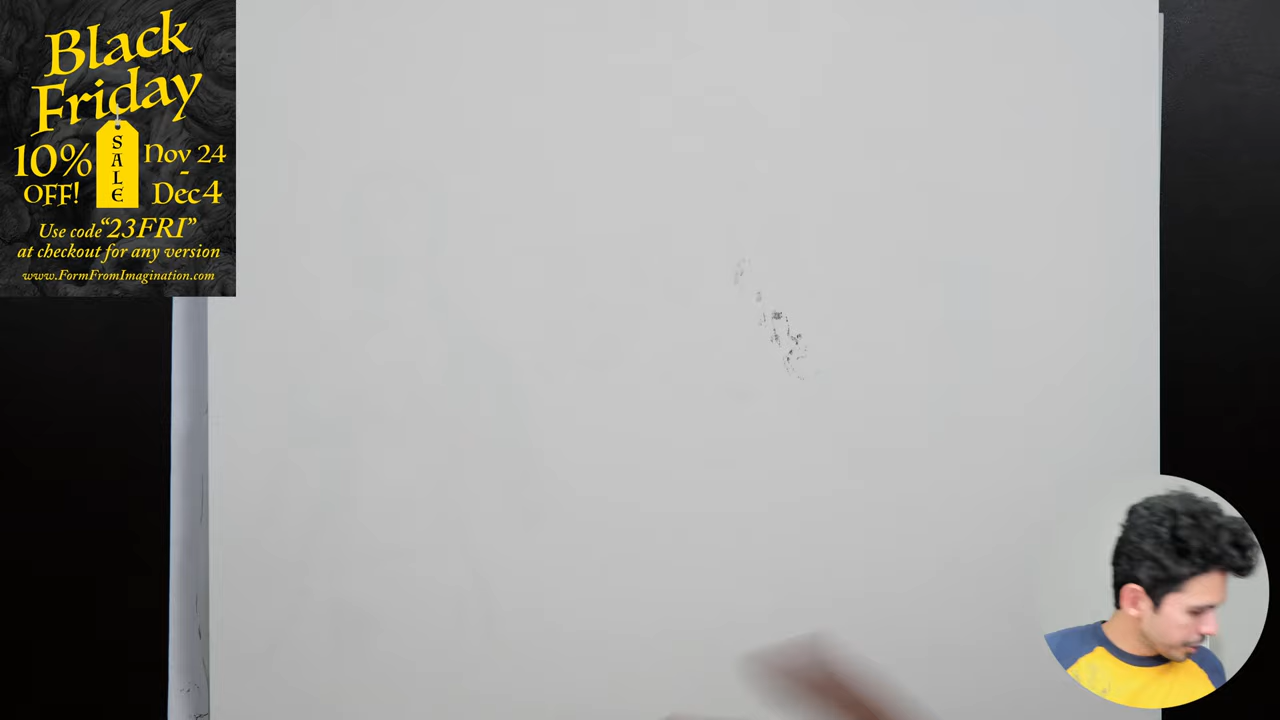 Black
Friday
10% OFF!
SALE
Nov 24
-
Dec 4
Use code "23FRI"
at checkout for any version
www.FormFromImagination.com